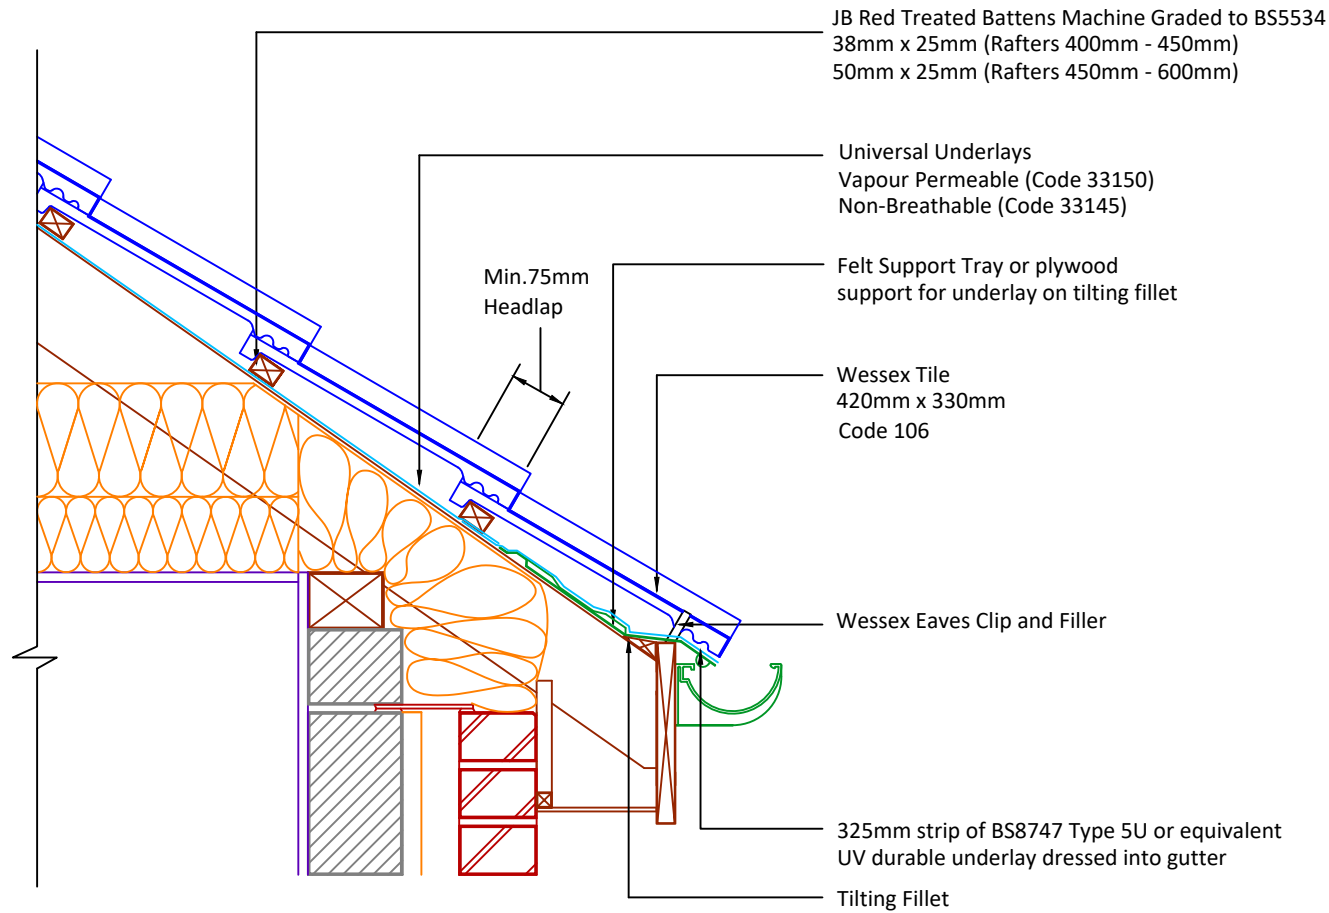 JB Red Treated Battens Machine Graded to BS5534
38mm x 25mm (Rafters 400mm - 450mm)
50mm x 25mm (Rafters 450mm - 600mm)
Universal Underlays
Vapour Permeable (Code 33150)
Non-Breathable (Code 33145)
Min.75mm
Headlap
Felt Support Tray or plywood
support for underlay on tilting fillet
Wessex Tile
420mm x 330mm
Code 106
Wessex Eaves Clip and Filler
325mm strip of BS8747 Type 5U or equivalent
UV durable underlay dressed into gutter
Tilting Fillet